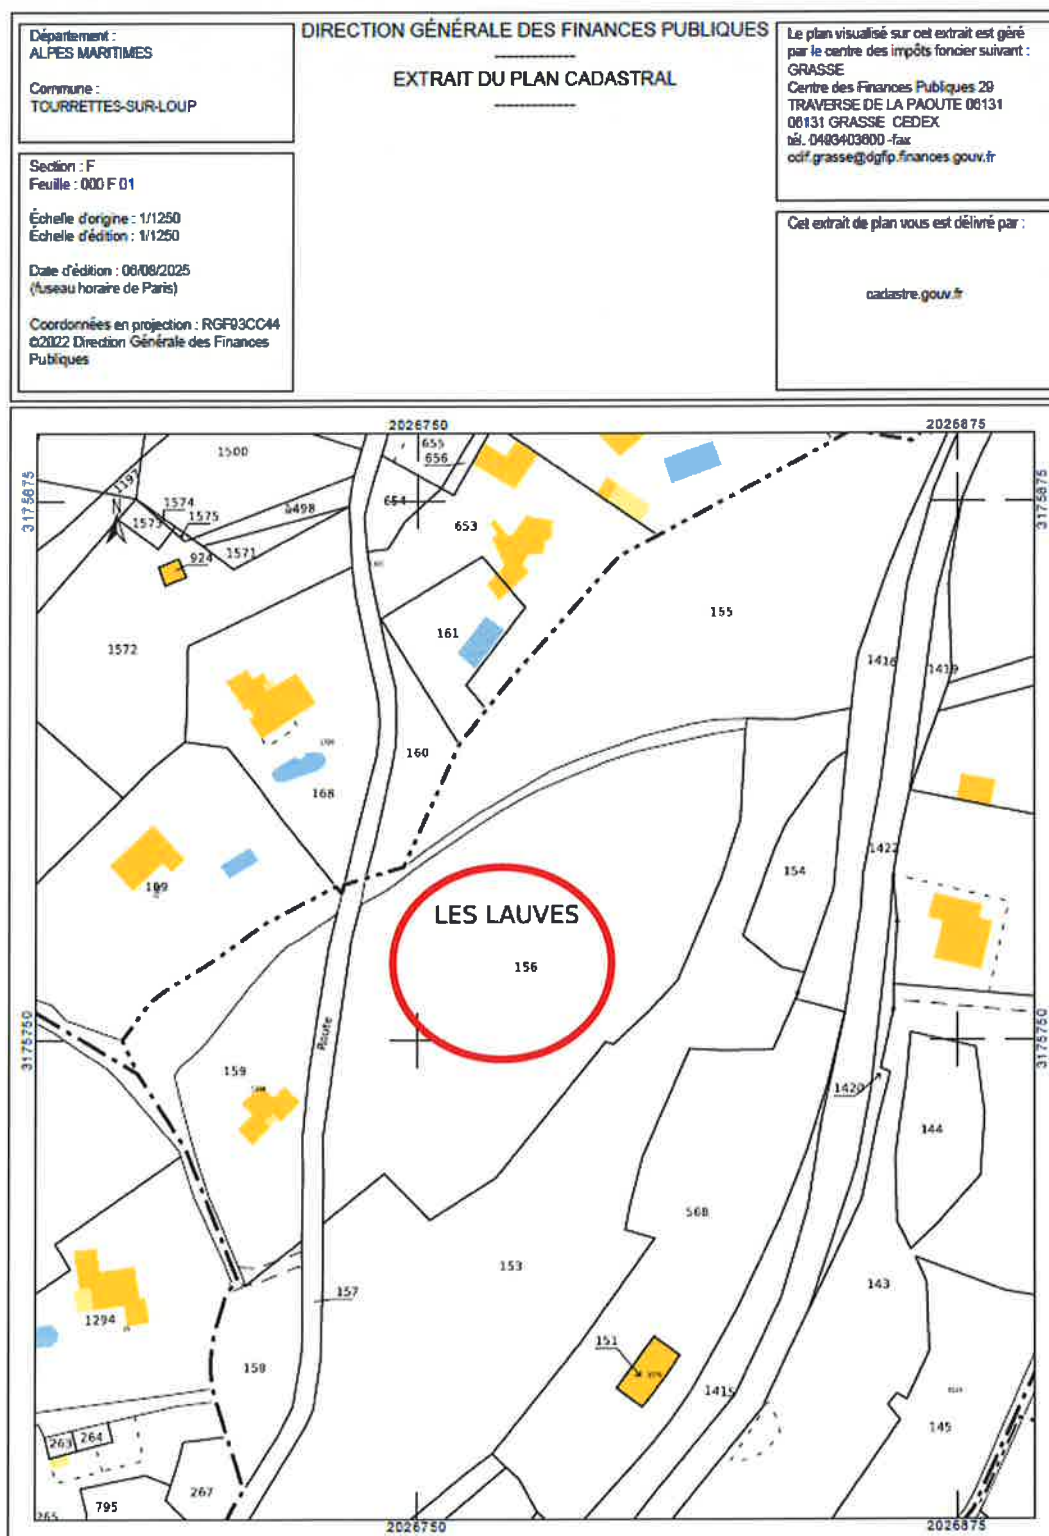 Département :
ALPES MARITIMES
Commune :
TOURRETTES-SUR-LOUP
Section : F
Feuille : 000 F 01
Échelle d'origine : 1/1250
Échelle d'édition : 1/1250
Date d'édition : 06/08/2025
(fuseau horaire de Paris)
Coordonnées en projection : RGF93CC44
©2022 Direction Générale des Finances
Publiques
DIRECTION GÉNÉRALE DES FINANCES PUBLIQUES
EXTRAIT DU PLAN CADASTRAL
Le plan visualisé sur cet extrait est géré
par le centre des impôts foncier suivant :
GRASSE
Centre des Finances Publiques 29
TRAVERSE DE LA PAOUTE 06131
06131 GRASSE CEDEX
tél. 0493403600 -fax
cdif.grasse@dgfip.finances.gouv.fr
Cet extrait de plan vous est délivré par :
cadastre.gouv.fr
2026750
2026875
3175875
3175875
1500
655
656
1197
1574
N
1573
1575
1498
654
653
1571
924
155
161
1572
1416
1419
160
168
1422
154
169
LES LAUVES
156
Route
3175750
3175750
159
1420
144
568
153
143
157
1294
151
158
1415
145
263
264
267
795
265
2026750
2026875